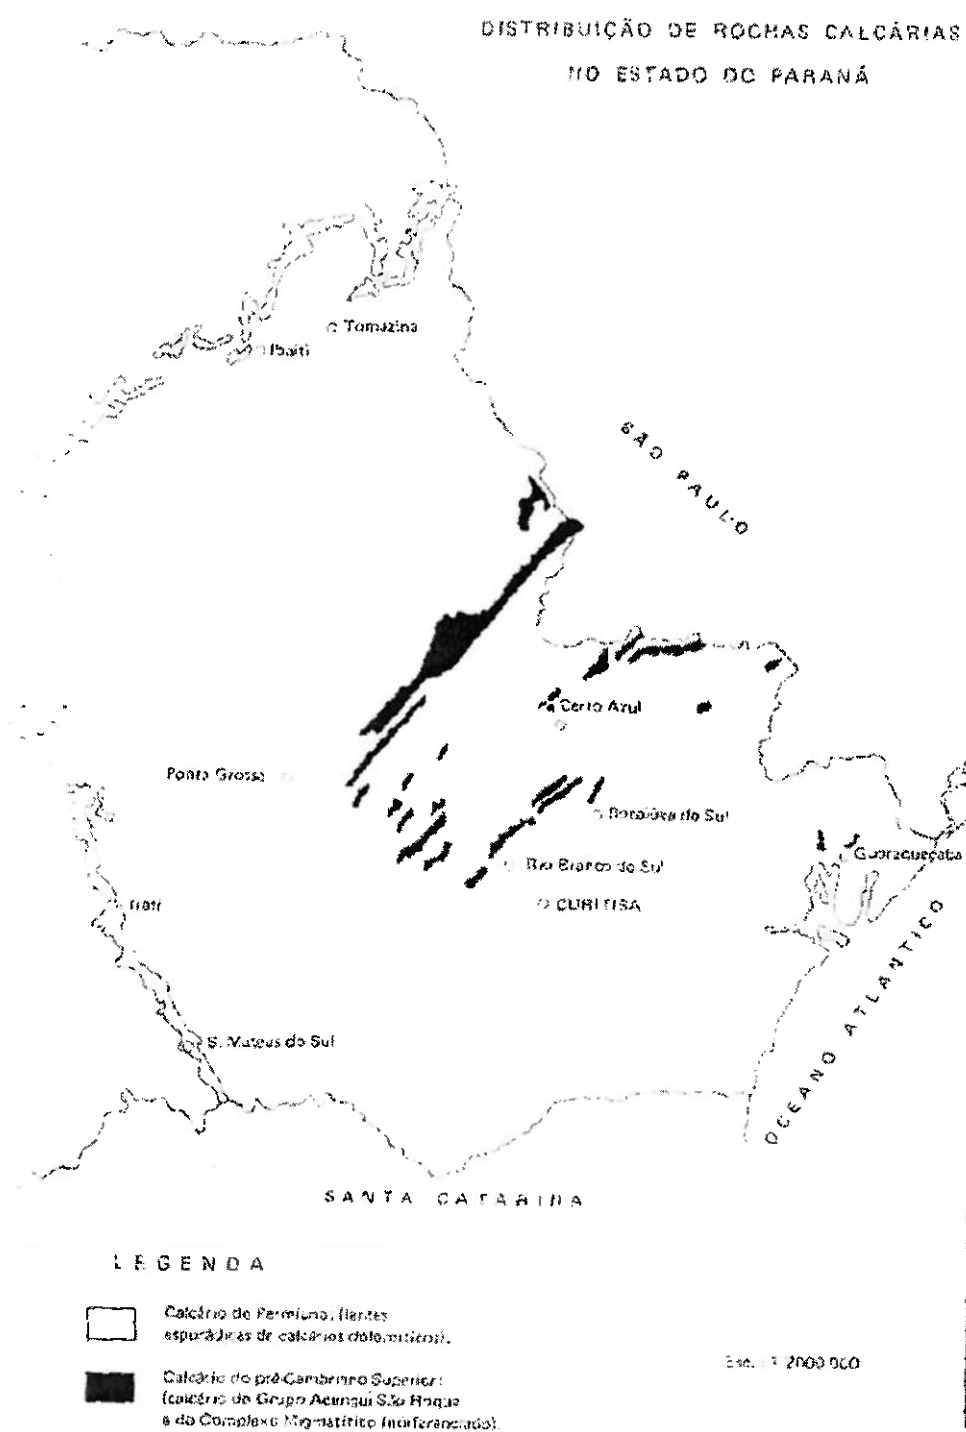 DISTRIBUIÇÃO DE ROCHAS CALCÁRIAS
NO ESTADO DO PARANÁ
Tomazina
Ibaiti
SÃO PAULO
Cerro Azul
Ponta Grossa
Bocaiúva do Sul
Rio Branco do Sul
Guaraqueçaba
CURITIBA
Irati
OCEANO ATLANTICO
S. Mateus do Sul
SANTA CATARINA
LEGENDA
Calcário do Permiano: (lentes
esporádicas de calcários dolomíticos).
Esc. 1:2000 000
Calcário do pré-Cambriano Superior:
(calcário do Grupo Açungui São Roque
e do Complexo Migmatítico Indiferenciado)